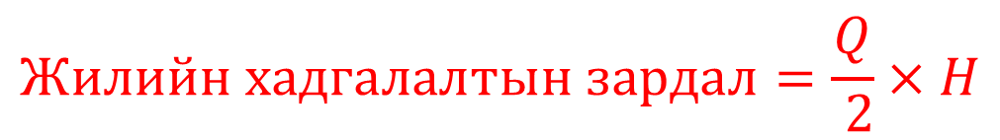 Жилийн хадгалалтын зардал = Q/2 × H